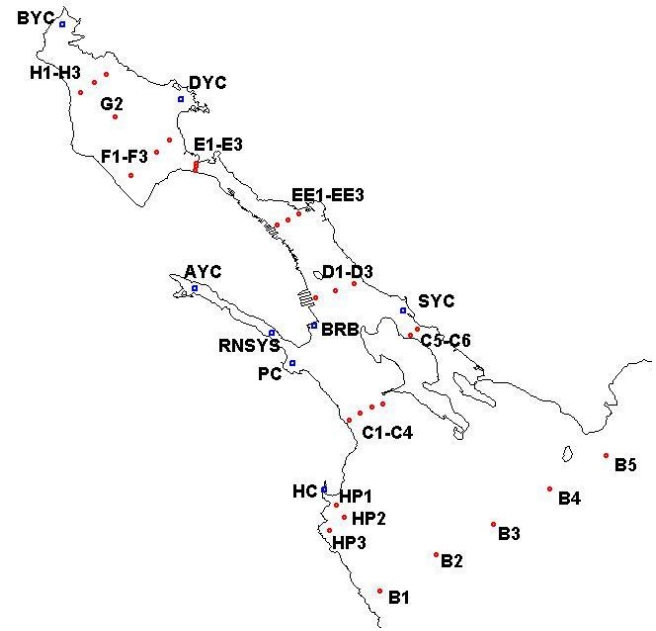 BYC
H1-H3
DYC
G2
E1-E3
F1-F3
EE1-EE3
D1-D3
AYC
SYC
BRB
RNSYS
C5-C6
PC
C1-C4
B5
HC
HP1
B4
HP2
B3
HP3
B2
B1